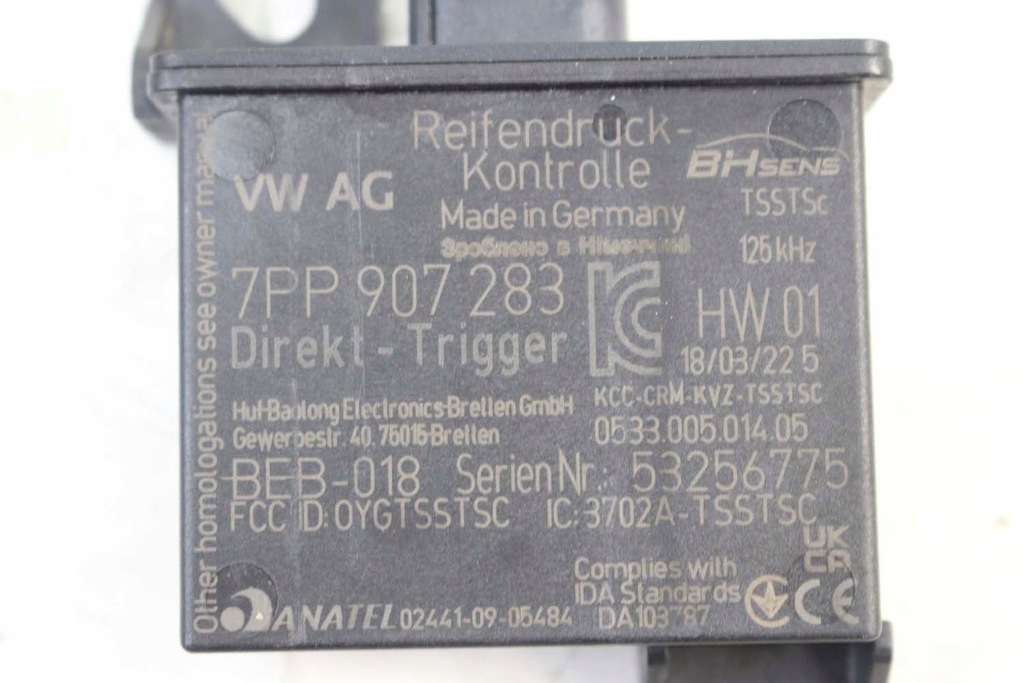 Reifendruck-
Kontrolle
VW AG
BHSENS
TSSTSc
Made in Germany
Зроблено в Німеччині
125 kHz
7PP 907 283
HW 01
Direkt - Trigger
18/03/22 5
KCC-CRM-KVZ-TSSTSC
Huf-Baolong Electronics-Bretten GmbH
Gewerbestr. 40, 75015-Bretten
0533.005.014.05
BEB-018 SerienNr.: 53256775
FCC ID: OYGTSSTSC IC: 3702A-TSSTSC
UK
CA
Complies with
IDA Standards
DA103787
CE
ANATEL 02441-09-05484
Other homologations see owner manual